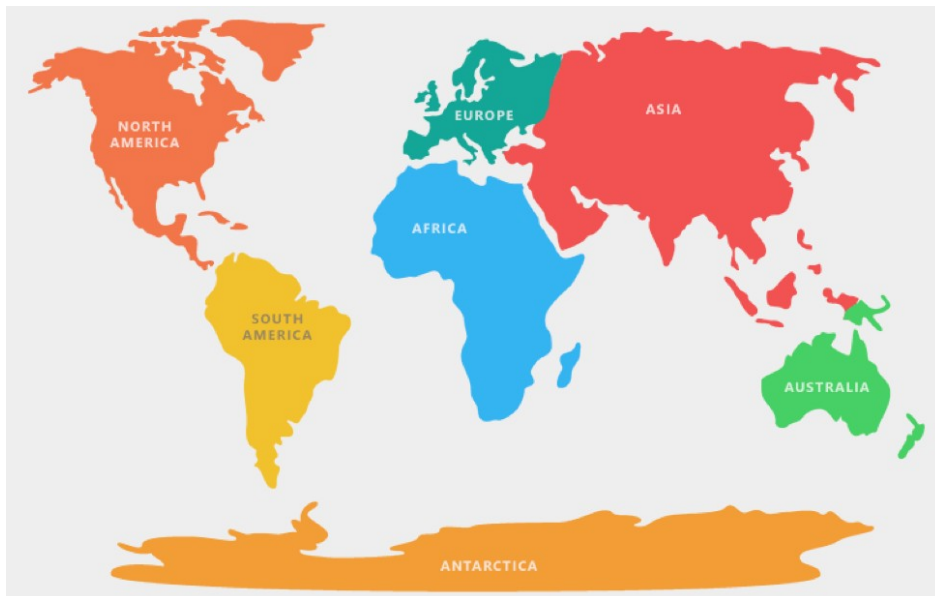 NORTH
AMERICA
EUROPE
ASIA
AFRICA
SOUTH
AMERICA
AUSTRALIA
ANTARCTICA